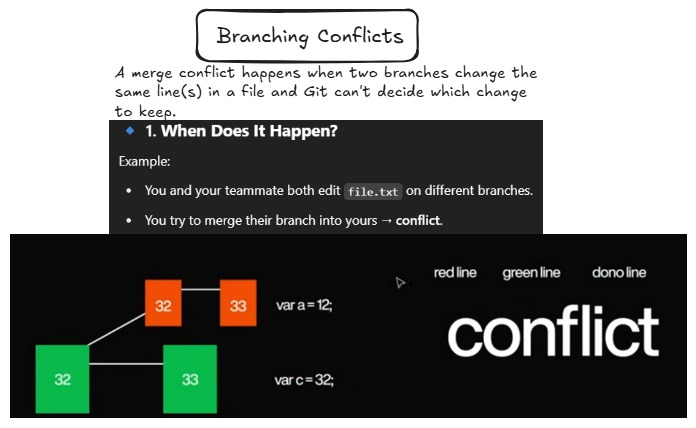 Branching Conflicts
A merge conflict happens when two branches change the
same line(s) in a file and Git can't decide which change
to keep.
1. When Does It Happen?
Example:
• You and your teammate both edit file.txt on different branches.
• You try to merge their branch into yours → conflict.
red line green line dono line
32 33 var a = 12;
conflict
32 33 var c = 32;